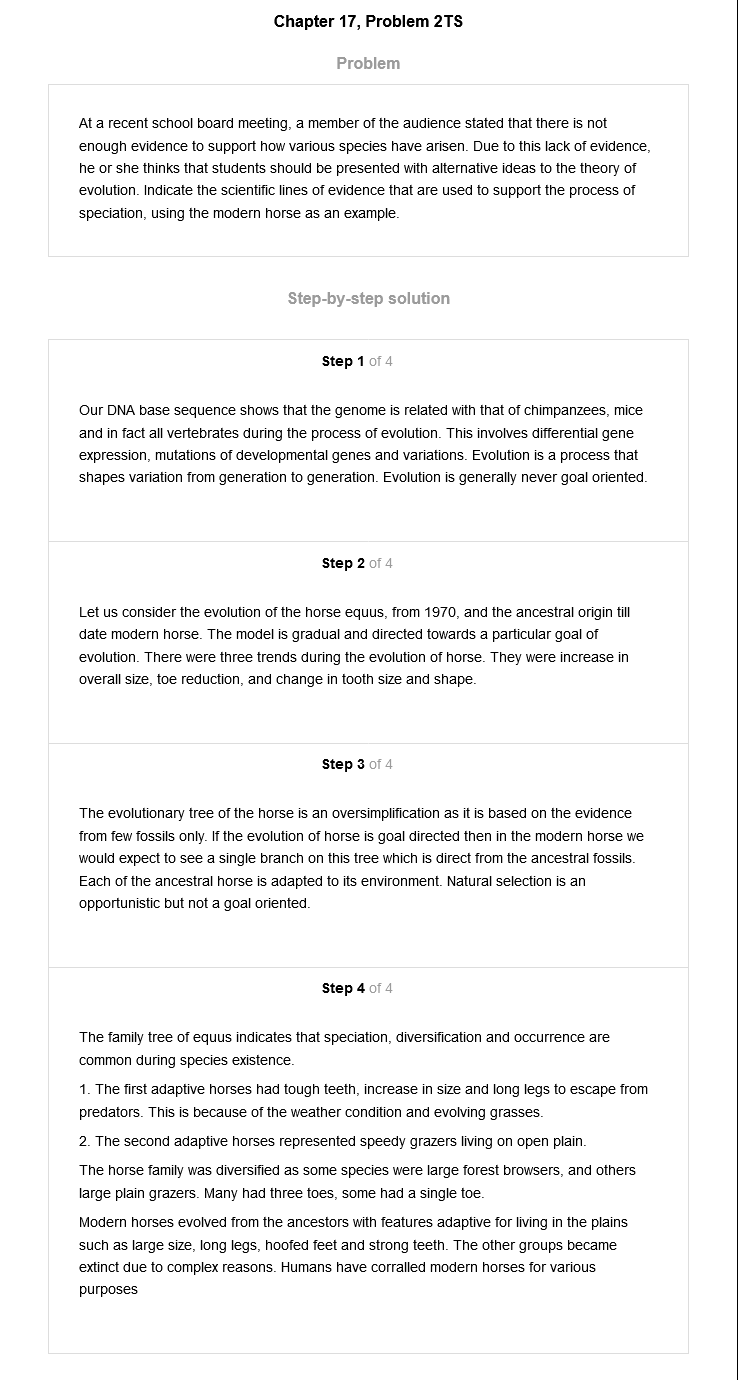 Chapter 17, Problem 2TS
Problem
At a recent school board meeting, a member of the audience stated that there is not
enough evidence to support how various species have arisen. Due to this lack of evidence,
he or she thinks that students should be presented with alternative ideas to the theory of
evolution. Indicate the scientific lines of evidence that are used to support the process of
speciation, using the modern horse as an example.
Step-by-step solution
Step 1 of 4
Our DNA base sequence shows that the genome is related with that of chimpanzees, mice
and in fact all vertebrates during the process of evolution. This involves differential gene
expression, mutations of developmental genes and variations. Evolution is a process that
shapes variation from generation to generation. Evolution is generally never goal oriented.
Step 2 of 4
Let us consider the evolution of the horse equus, from 1970, and the ancestral origin till
date modern horse. The model is gradual and directed towards a particular goal of
evolution. There were three trends during the evolution of horse. They were increase in
overall size, toe reduction, and change in tooth size and shape.
Step 3 of 4
The evolutionary tree of the horse is an oversimplification as it is based on the evidence
from few fossils only. If the evolution of horse is goal directed then in the modern horse we
would expect to see a single branch on this tree which is direct from the ancestral fossils.
Each of the ancestral horse is adapted to its environment. Natural selection is an
opportunistic but not a goal oriented.
Step 4 of 4
The family tree of equus indicates that speciation, diversification and occurrence are
common during species existence.
1. The first adaptive horses had tough teeth, increase in size and long legs to escape from
predators. This is because of the weather condition and evolving grasses.
2. The second adaptive horses represented speedy grazers living on open plain.
The horse family was diversified as some species were large forest browsers, and others
large plain grazers. Many had three toes, some had a single toe.
Modern horses evolved from the ancestors with features adaptive for living in the plains
such as large size, long legs, hoofed feet and strong teeth. The other groups became
extinct due to complex reasons. Humans have corralled modern horses for various
purposes